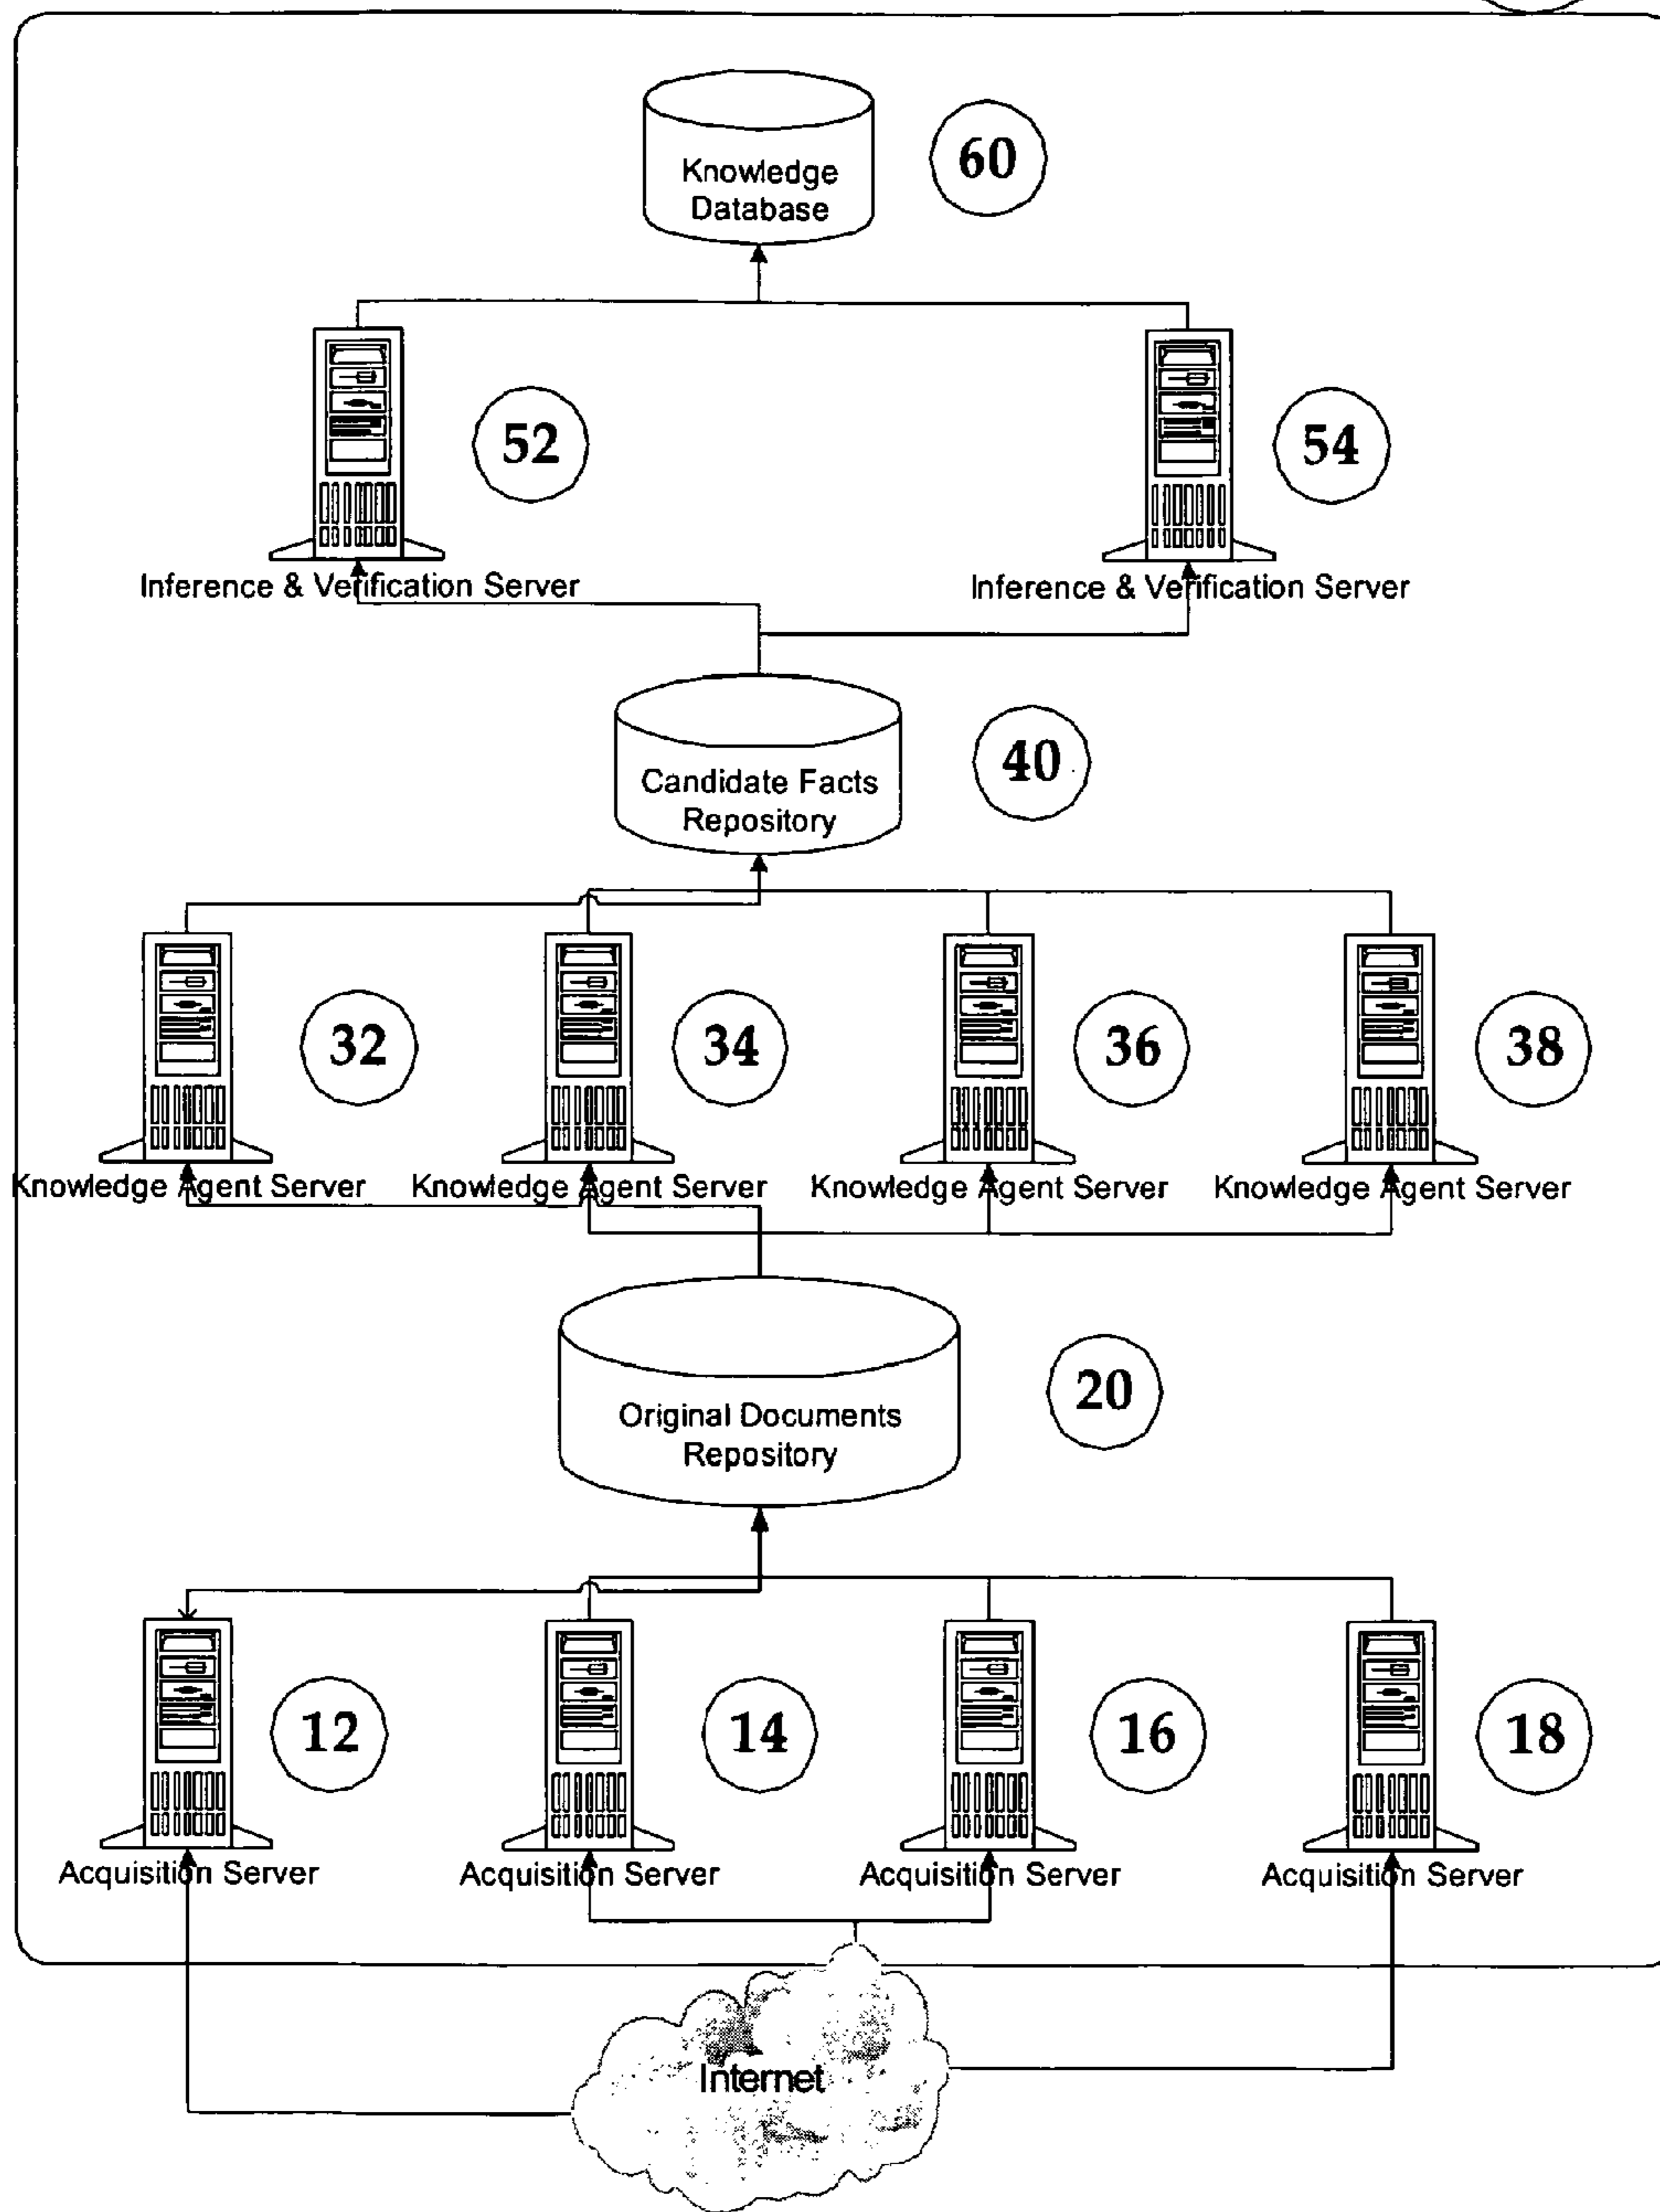 Knowledge
Database
60
52
54
Inference & Verification Server
Inference & Verification Server
Candidate Facts
Repository
40
32
34
36
38
Knowledge Agent Server
Knowledge Agent Server
Knowledge Agent Server
Knowledge Agent Server
Original Documents
Repository
20
12
14
16
18
Acquisition Server
Acquisition Server
Acquisition Server
Acquisition Server
Internet